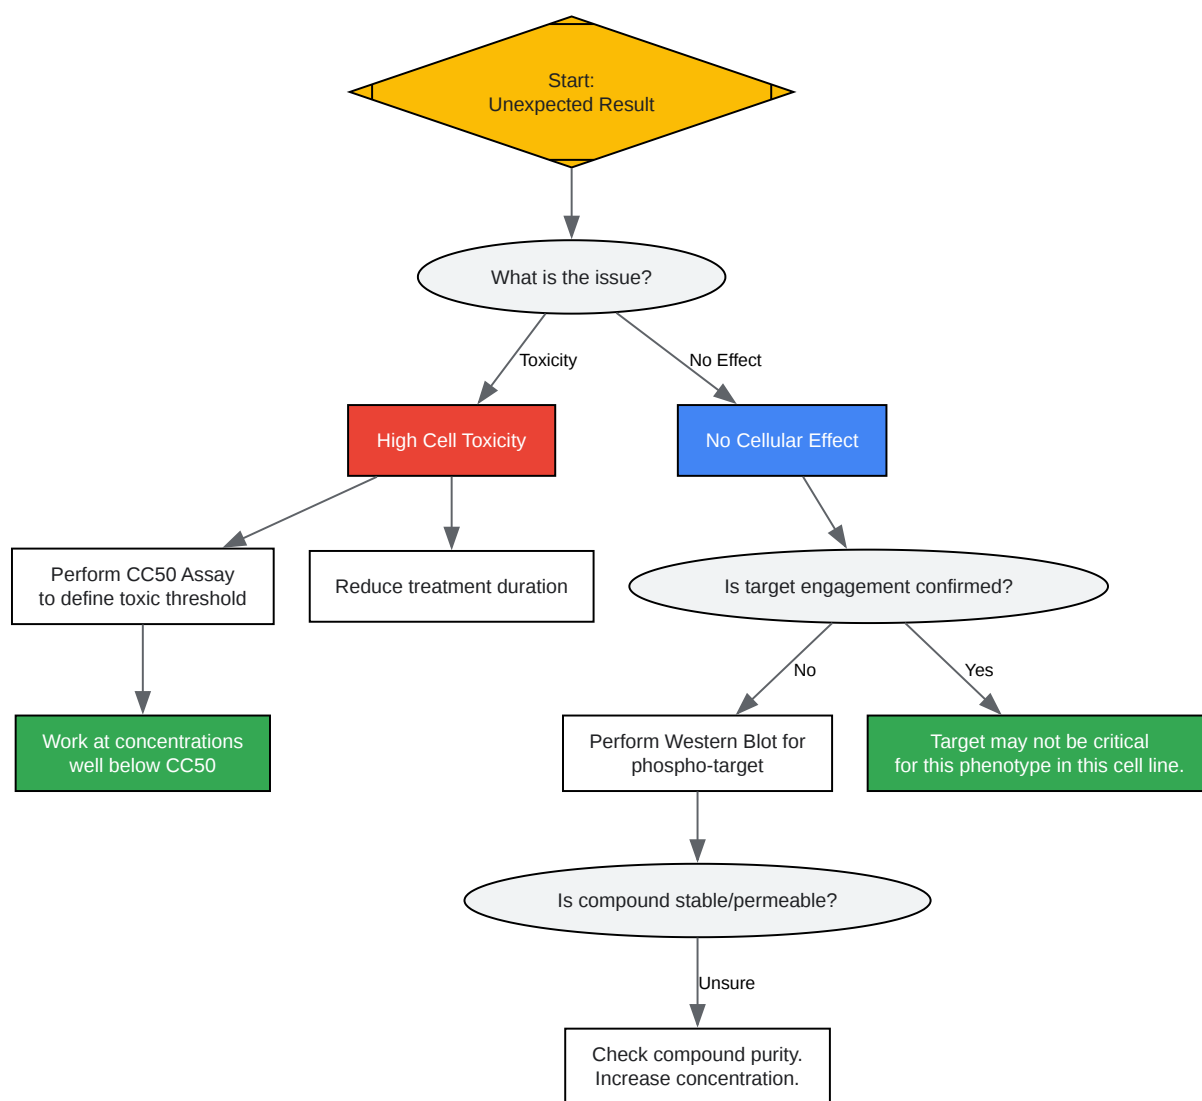 Start:
Unexpected Result
What is the issue?
Toxicity
No Effect
High Cell Toxicity
No Cellular Effect
Perform CC50 Assay
to define toxic threshold
Reduce treatment duration
Is target engagement confirmed?
No
Yes
Work at concentrations
well below CC50
Perform Western Blot for
phospho-target
Target may not be critical
for this phenotype in this cell line.
Is compound stable/permeable?
Unsure
Check compound purity.
Increase concentration.